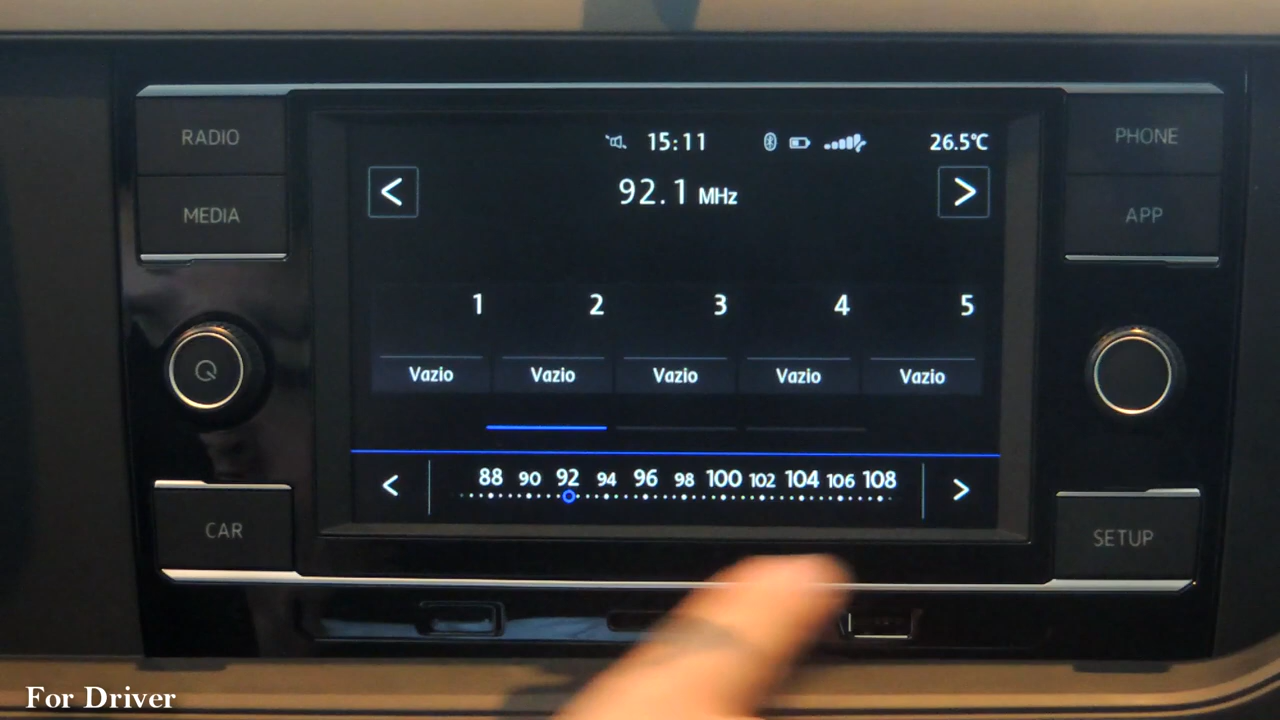 RADIO
MEDIA
15:11
26.5°C
92.1 MHz
PHONE
APP
1 2 3 4 5
Vazio Vazio Vazio Vazio Vazio
88 90 92 94 96 98 100 102 104 106 108
CAR
SETUP
For Driver